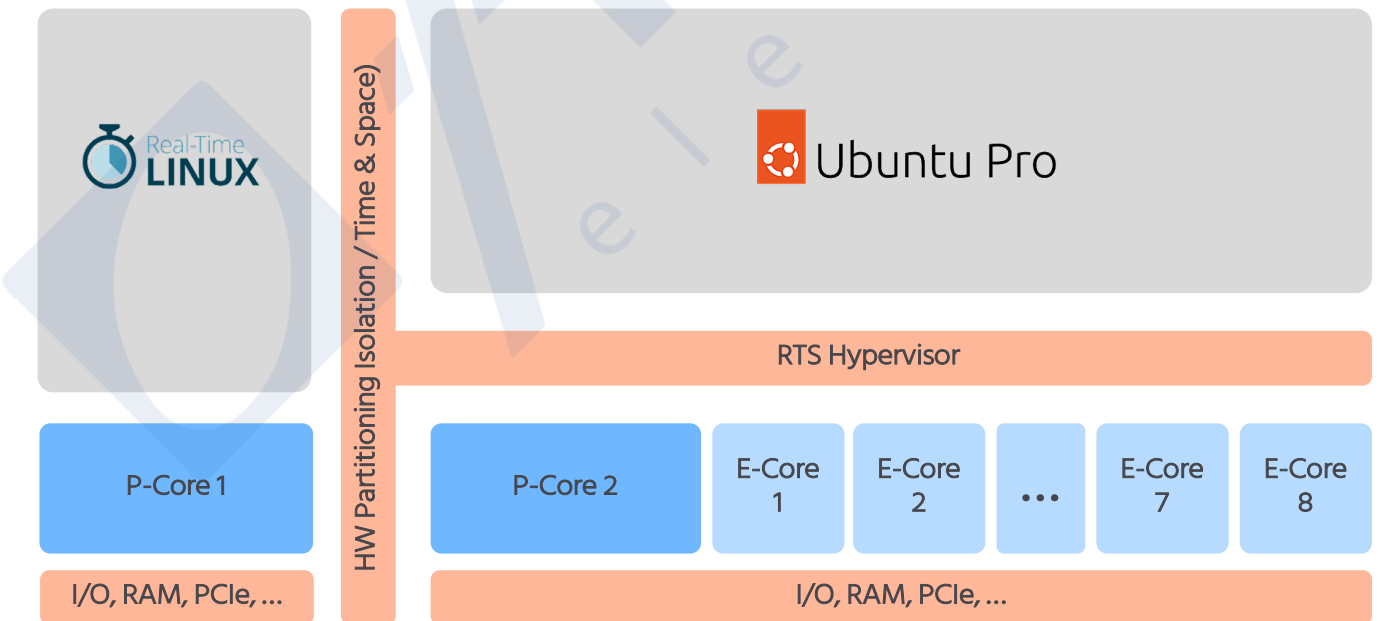 Real-Time
LINUX
HW Partitioning Isolation / Time & Space)
Ubuntu Pro
RTS Hypervisor
P-Core 1
P-Core 2
E-Core
1
E-Core
2
...
E-Core
7
E-Core
8
I/O, RAM, PCIe, ...
I/O, RAM, PCIe, ...